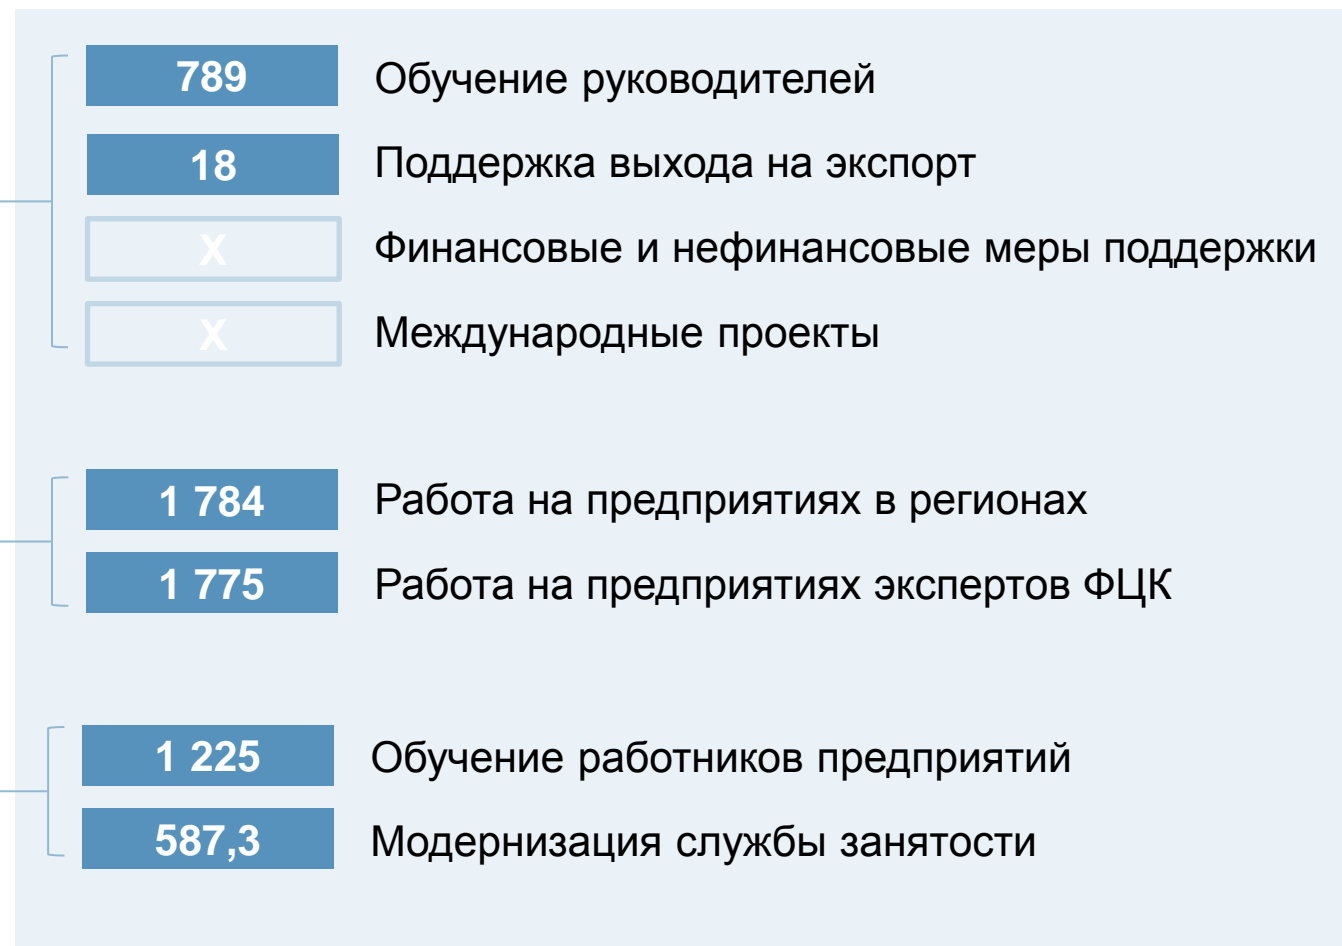 789 Обучение руководителей
18 Поддержка выхода на экспорт
X Финансовые и нефинансовые меры поддержки
X Международные проекты
1 784 Работа на предприятиях в регионах
1 775 Работа на предприятиях экспертов ФЦК
1 225 Обучение работников предприятий
587,3 Модернизация службы занятости